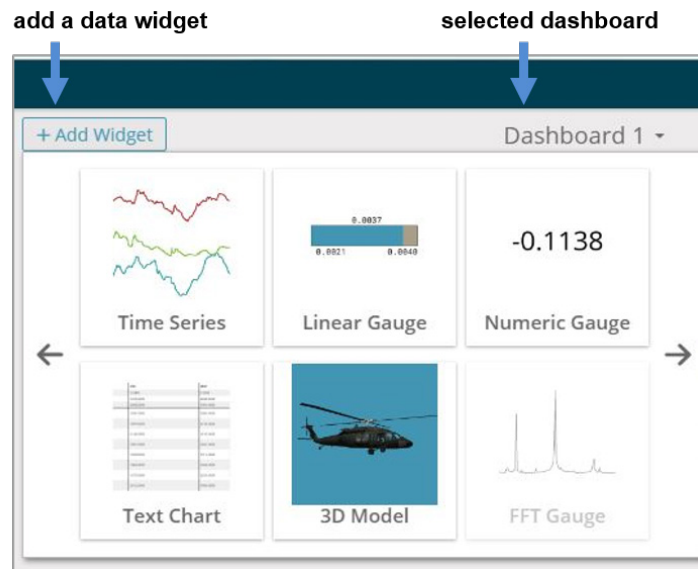 add a data widget
selected dashboard
+ Add Widget
Dashboard 1
0.0037
0.0021
0.0040
-0.1138
Time Series
Linear Gauge
Numeric Gauge
Text Chart
3D Model
FFT Gauge